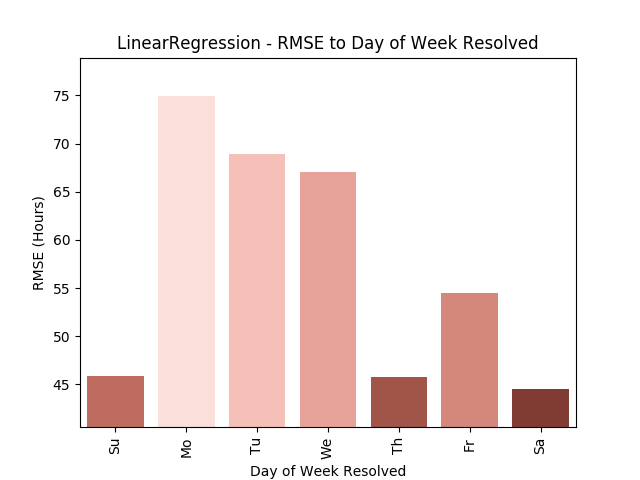 LinearRegression - RMSE to Day of Week Resolved
75
70
65
60
55
50
45
RMSE (Hours)
Su
Mo
Tu
We
Th
Fr
Sa
Day of Week Resolved